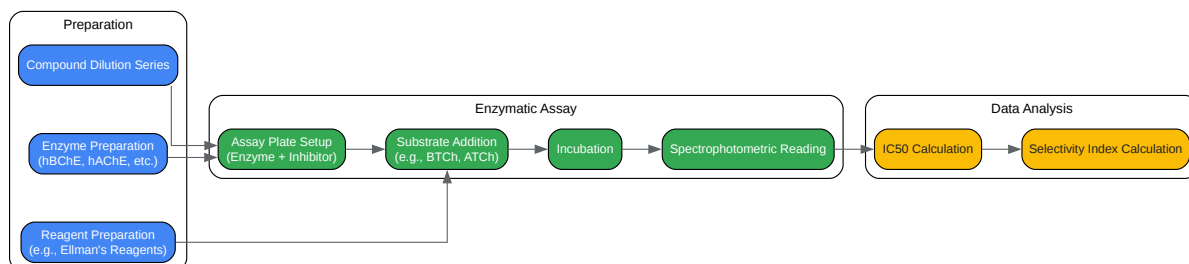 Preparation
Compound Dilution Series
Enzyme Preparation
(hBChE, hAChE, etc.)
Reagent Preparation
(e.g., Ellman's Reagents)
Enzymatic Assay
Assay Plate Setup
(Enzyme + Inhibitor)
Substrate Addition
(e.g., BTCh, ATCh)
Incubation
Spectrophotometric Reading
Data Analysis
IC50 Calculation
Selectivity Index Calculation